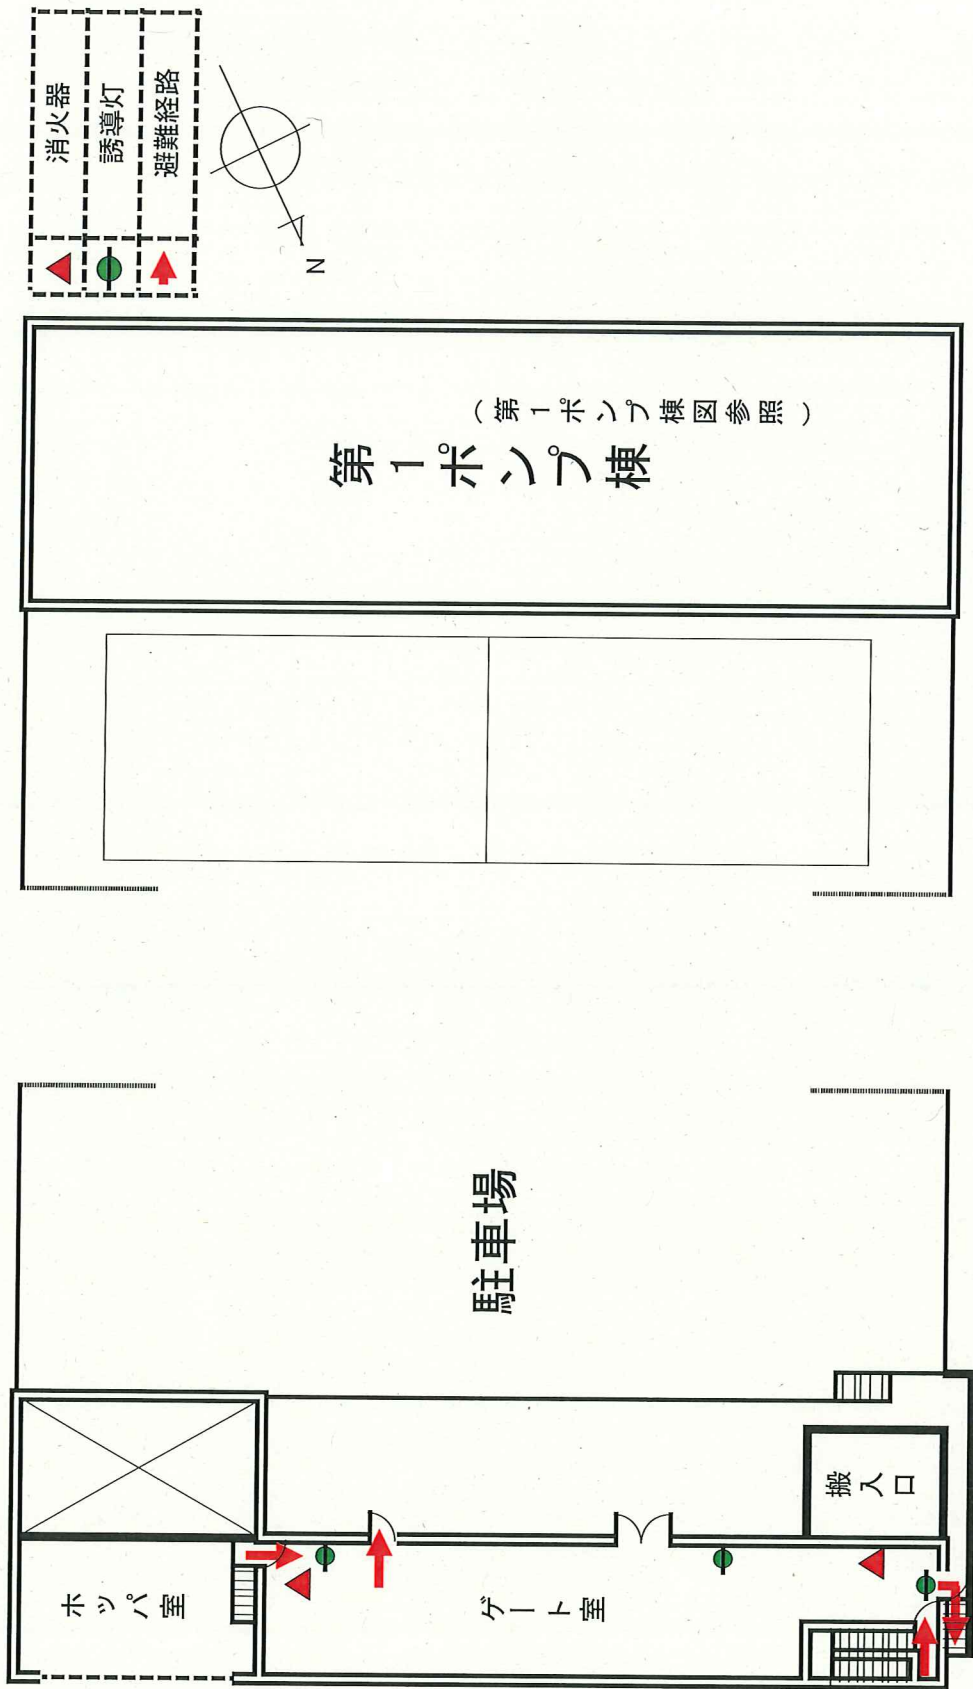 消火器
誘導灯
避難経路
N
第1ポンプ棟
(第1ポンプ棟図参照)
駐車場
ホッパ室
ゲート室
搬入口